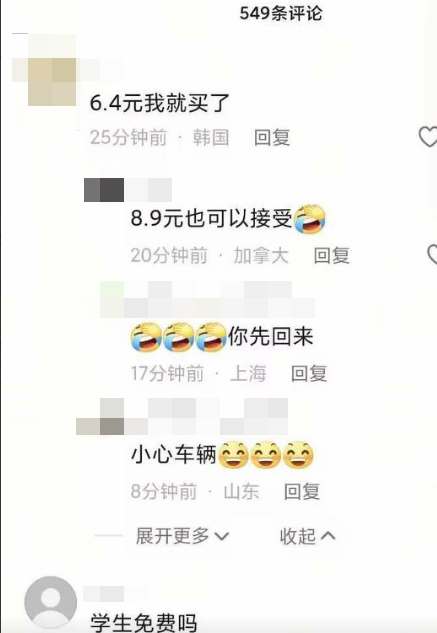 549条评论
6.4元我就买了
25分钟前 · 韩国 回复
8.9元也可以接受
20分钟前 · 加拿大 回复
你先回来
17分钟前 · 上海 回复
小心车辆
8分钟前 · 山东 回复
展开更多 收起
学生免费吗